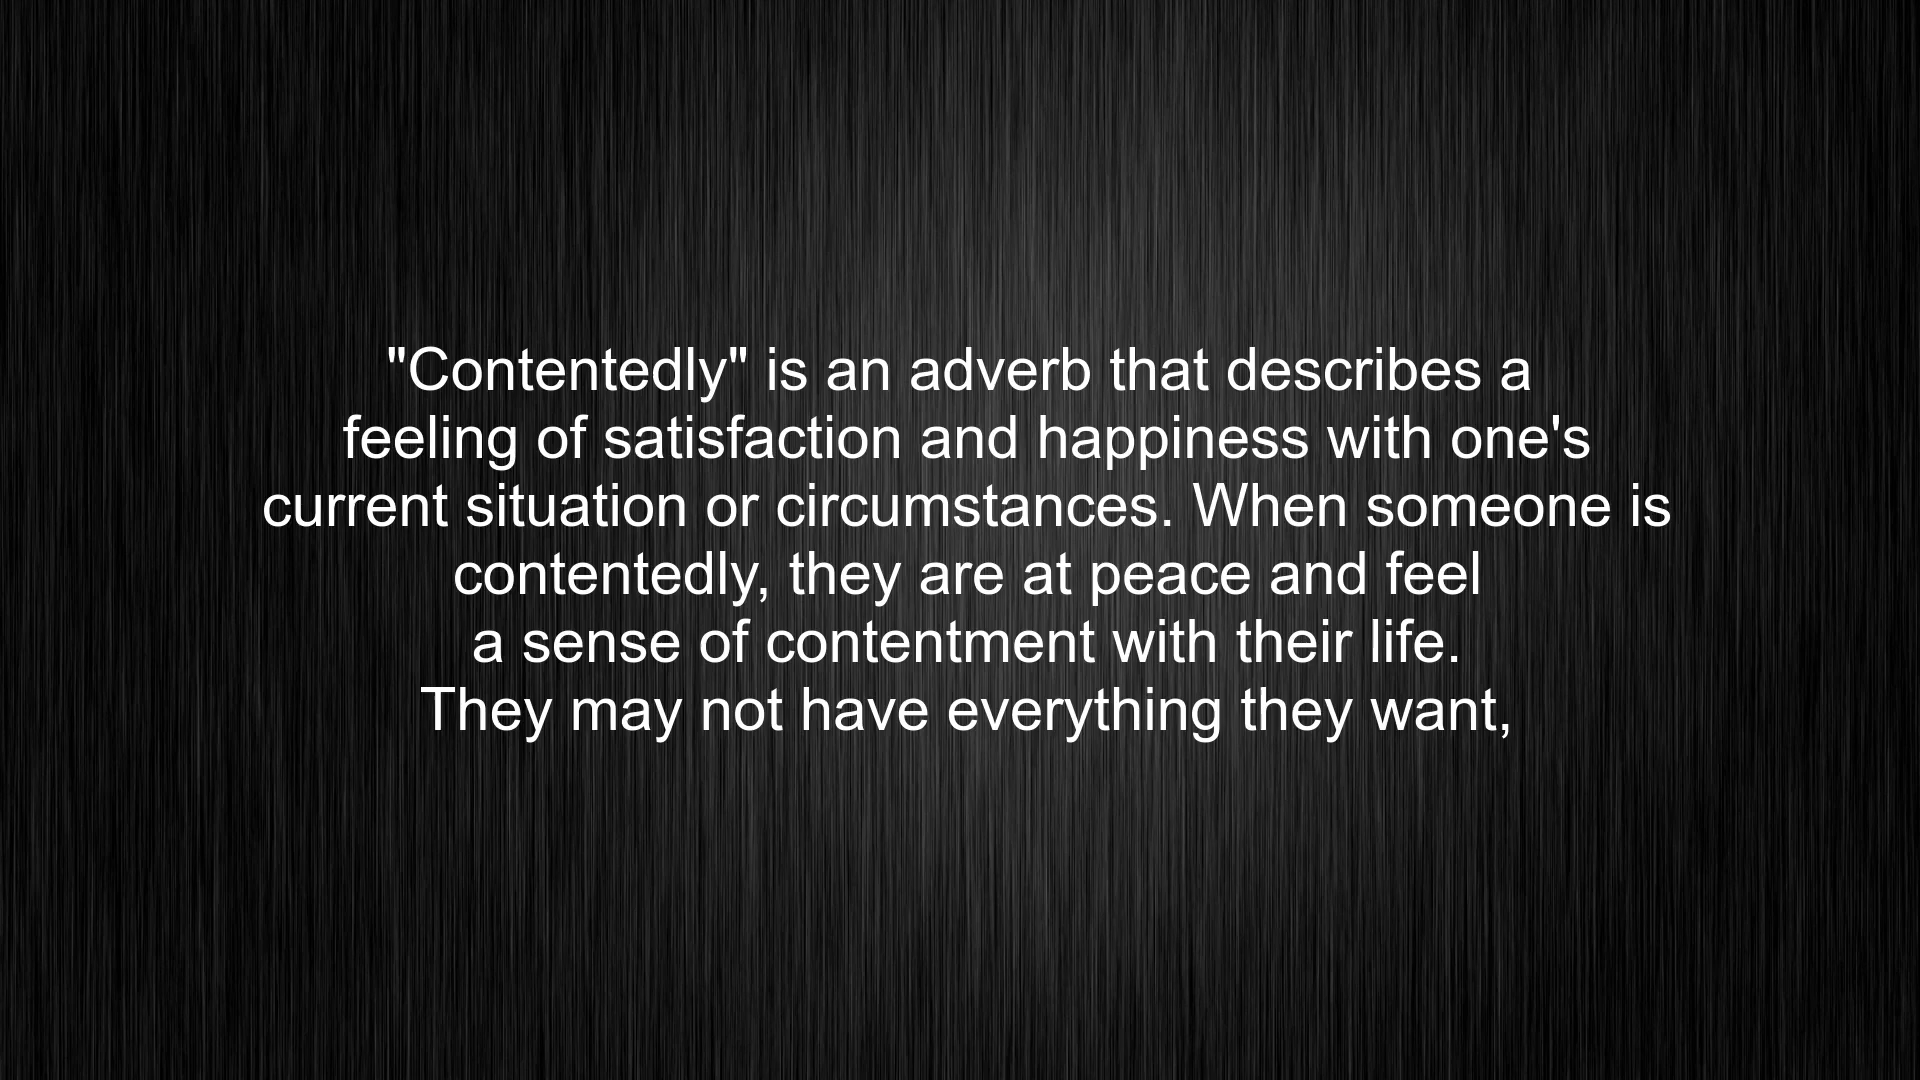 "Contentedly" is an adverb that describes a
feeling of satisfaction and happiness with one's
current situation or circumstances. When someone is
contentedly, they are at peace and feel
a sense of contentment with their life.
They may not have everything they want,